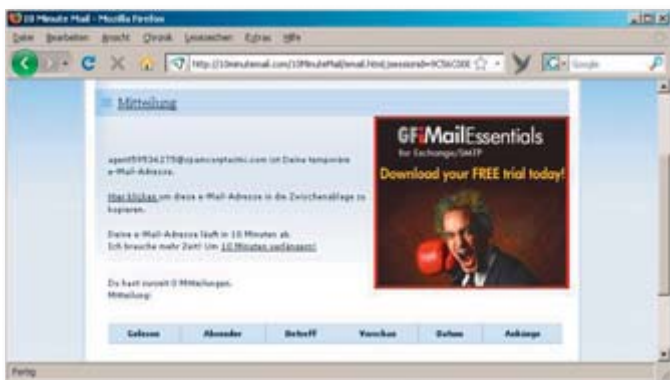 10 Minute Mail - Mozilla Firefox
Datei Bearbeiten Ansicht Chronik Lesezeichen Extras Hilfe
Google
Mitteilung
GFiMailEssentials
for Exchange/SMTP
Download your FREE trial today!
ist Deine temporäre
e-Mail-Adresse.
Hier klicken um diese e-Mail-Adresse in die Zwischenablage zu
kopieren.
Deine e-Mail-Adresse läuft in 10 Minuten ab.
Ich brauche mehr Zeit! Um 10 Minuten verlängern!
Du hast zurzeit 0 Mitteilungen.
Mitteilung:
Gelesen Absender Betreff Vorschau Datum Anhänge
Fertig